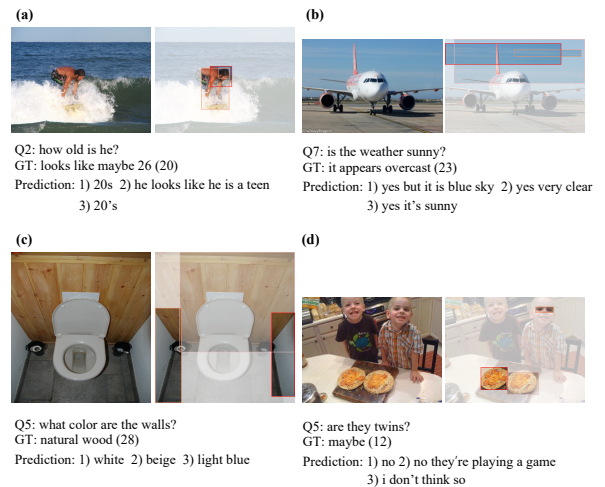 (a)
(b)
Q2: how old is he?
GT: looks like maybe 26 (20)
Prediction: 1) 20s 2) he looks like he is a teen
3) 20's
Q7: is the weather sunny?
GT: it appears overcast (23)
Prediction: 1) yes but it is blue sky 2) yes very clear
3) yes it's sunny
(c)
(d)
Q5: what color are the walls?
GT: natural wood (28)
Prediction: 1) white 2) beige 3) light blue
Q5: are they twins?
GT: maybe (12)
Prediction: 1) no 2) no they're playing a game
3) i don't think so